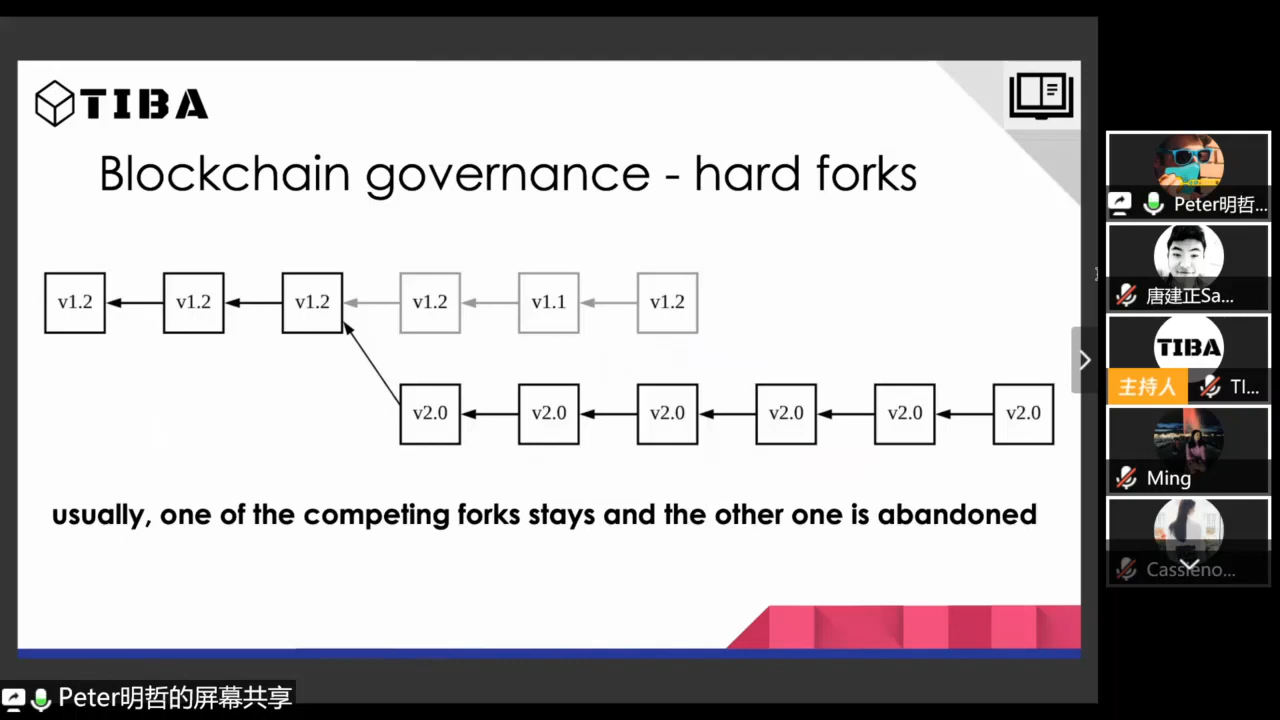 TIBA
Blockchain governance - hard forks
v1.2 v1.2 v1.2 v1.2 v1.1 v1.2
v2.0 v2.0 v2.0 v2.0 v2.0 v2.0
usually, one of the competing forks stays and the other one is abandoned
Peter明哲...
唐建正Sa...
TIBA
主持人 TI...
Ming
Cassieno...
Peter明哲的屏幕共享